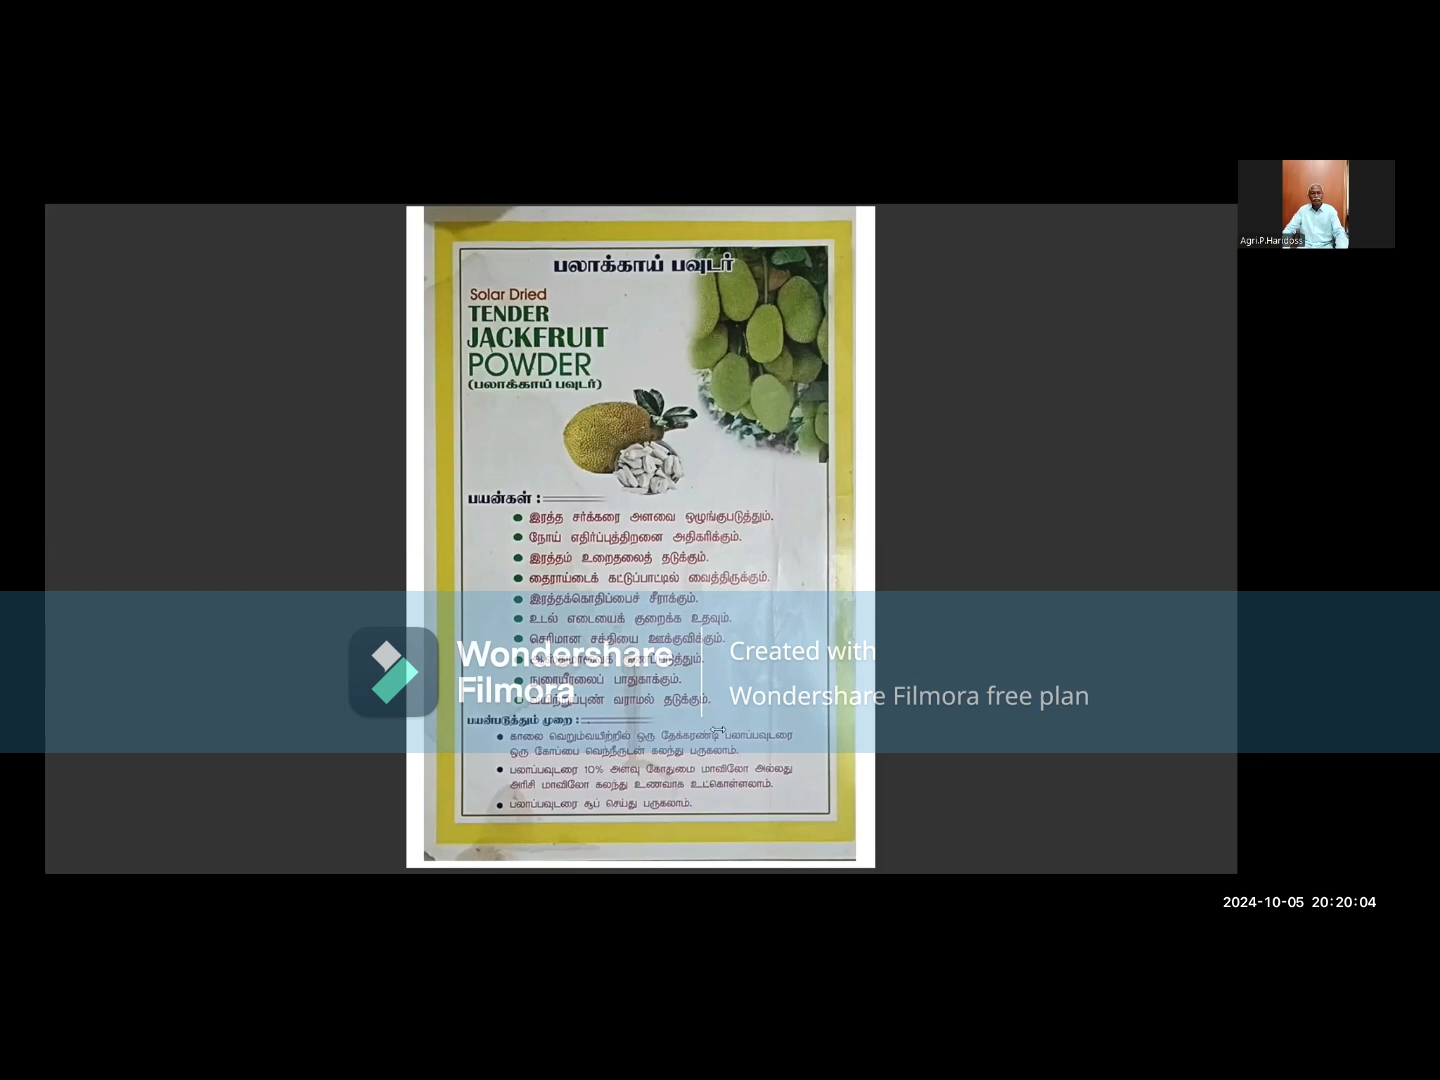 பலாக்காய் பவுடர்
Solar Dried
TENDER
JACKFRUIT
POWDER
(பலாக்காய் பவுடர்)
பயன்கள் :
இரத்த சர்க்கரை அளவை ஒழுங்குபடுத்தும்.
நோய் எதிர்ப்புத்திறனை அதிகரிக்கும்.
இரத்தம் உறைதலைத் தடுக்கும்.
தைராய்டைக் கட்டுப்பாட்டில் வைத்திருக்கும்.
இரத்தக்கொதிப்பைச் சீராக்கும்.
உடல் எடையைக் குறைக்க உதவும்.
செரிமான சக்தியை ஊக்குவிக்கும்.
நுரையீரலைப் பாதுகாக்கும்.
வயிற்றுப்புண் வராமல் தடுக்கும்.
பயன்படுத்தும் முறை :
காலை வெறும்வயிற்றில் ஒரு தேக்கரண்டி பலாப்பவுடரை
ஒரு கோப்பை வெந்நீருடன் கலந்து பருகலாம்.
பலாப்பவுடரை 10% அளவு கோதுமை மாவிலோ அல்லது
அரிசி மாவிலோ கலந்து உணவாக உட்கொள்ளலாம்.
பலாப்பவுடரை சூப் செய்து பருகலாம்.
Wondershare
Filmora
Created with
Wondershare Filmora free plan
Agri.P.Haridoss
2024-10-05 20:20:04